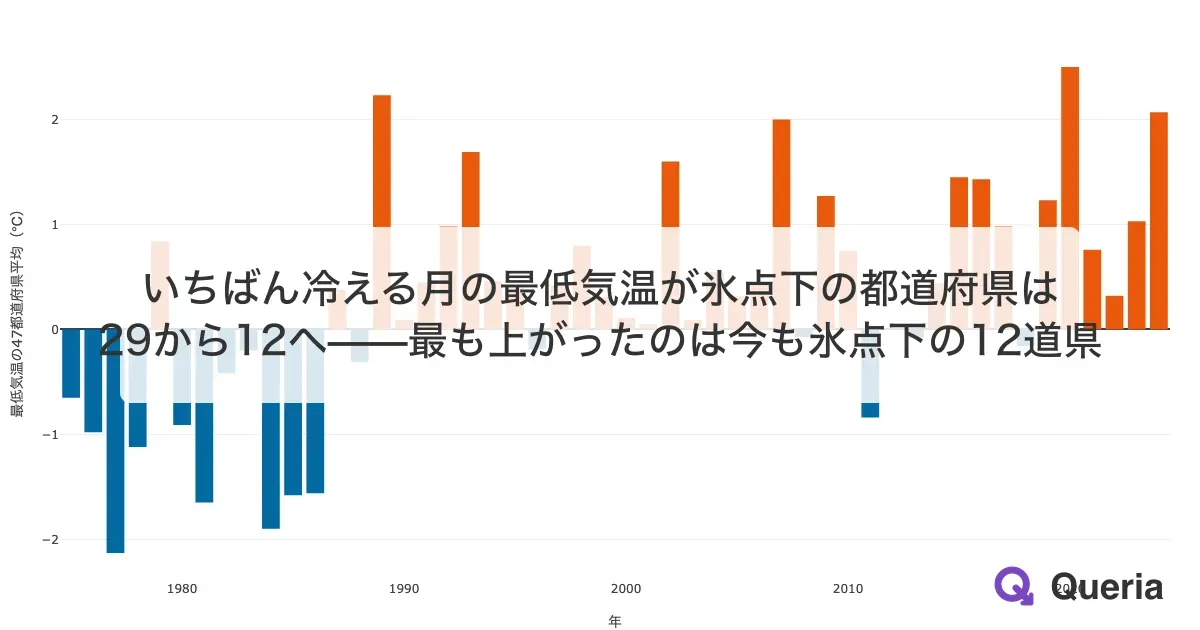 2
1
0
−1
−2
最低気温の47都道府県平均（°C）
いちばん冷える月の最低気温が氷点下の都道府県は
29から12へ——最も上がったのは今も氷点下の12道県
1980
1990
2000
2010
年
Queria